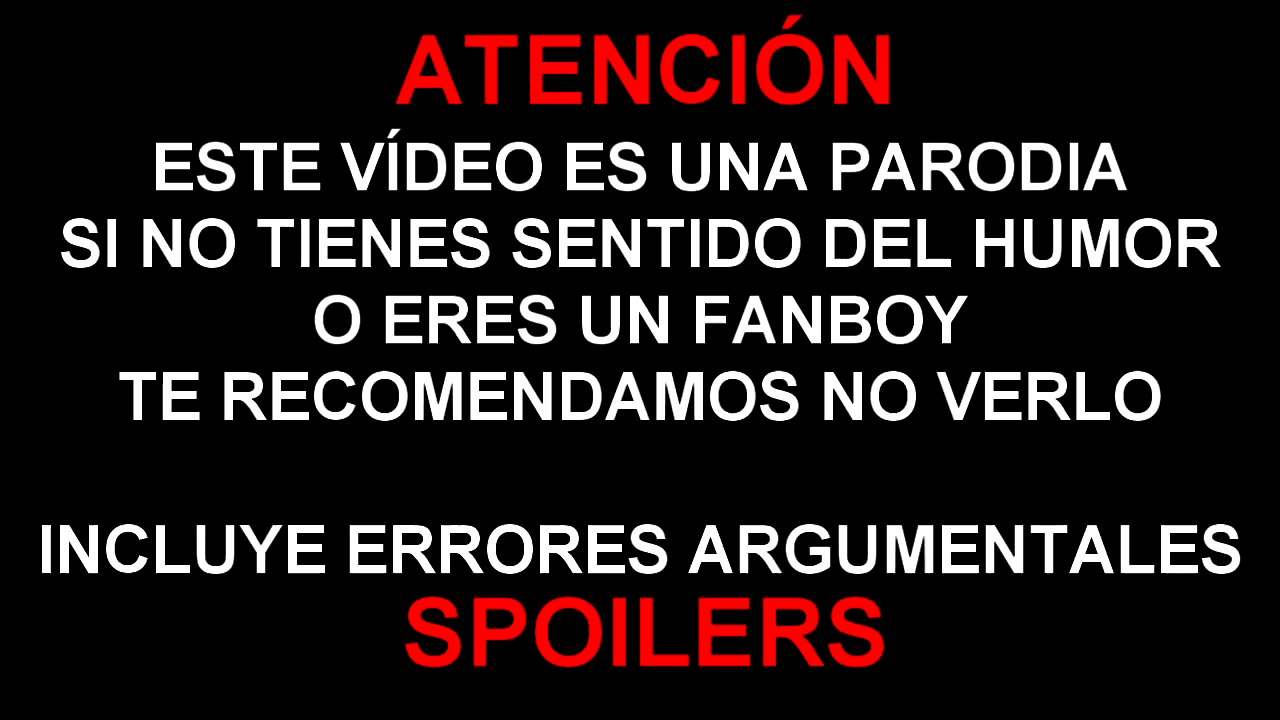 ATENCIÓN
ESTE VÍDEO ES UNA PARODIA
SI NO TIENES SENTIDO DEL HUMOR
O ERES UN FANBOY
TE RECOMENDAMOS NO VERLO
INCLUYE ERRORES ARGUMENTALES
SPOILERS